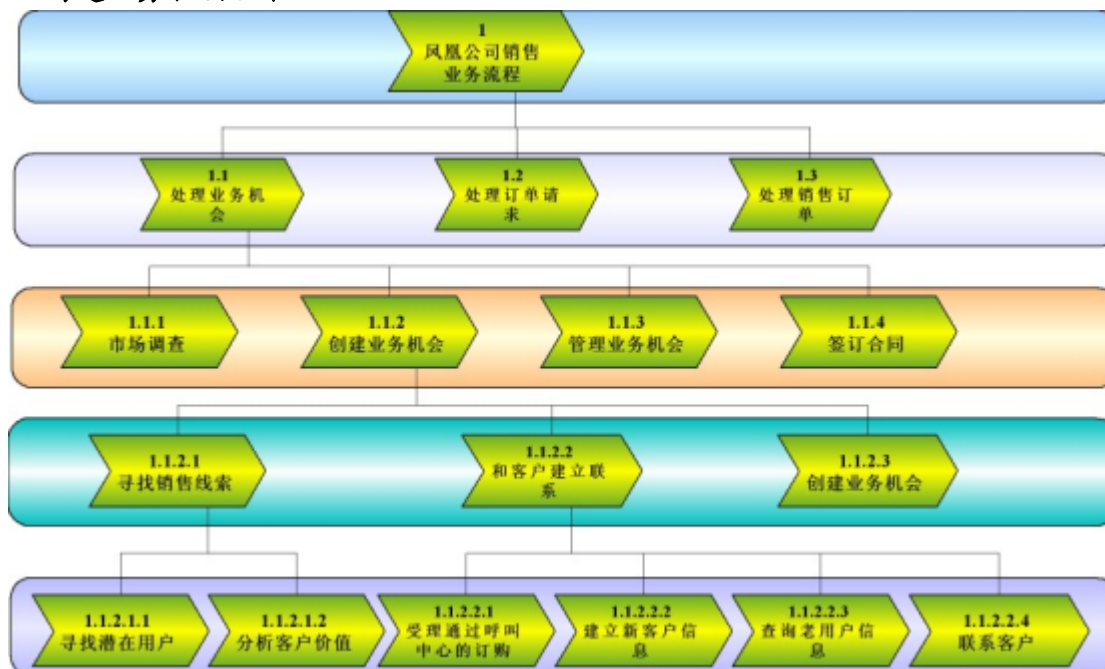 1
凤凰公司销售
业务流程
1.1
处理业务机
会
1.2
处理订单请
求
1.3
处理销售订
单
1.1.1
市场调查
1.1.2
创建业务机会
1.1.3
管理业务机会
1.1.4
签订合同
1.1.2.1
寻找销售线索
1.1.2.2
和客户建立联
系
1.1.2.3
创建业务机会
1.1.2.1.1
寻找潜在用户
1.1.2.1.2
分析客户价值
1.1.2.2.1
受理通过呼叫
中心的订购
1.1.2.2.2
建立新客户信
息
1.1.2.2.3
查询老用户信
息
1.1.2.2.4
联系客户